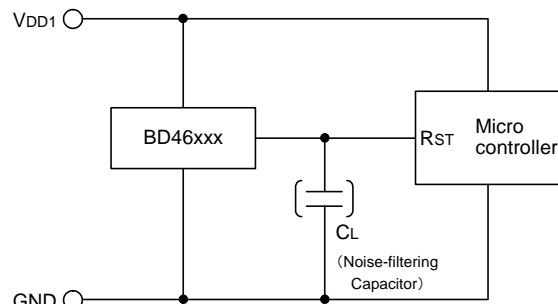 VDD1
BD46xxx
RST
Micro
controller
CL
（Noise-filtering
Capacitor）
GND